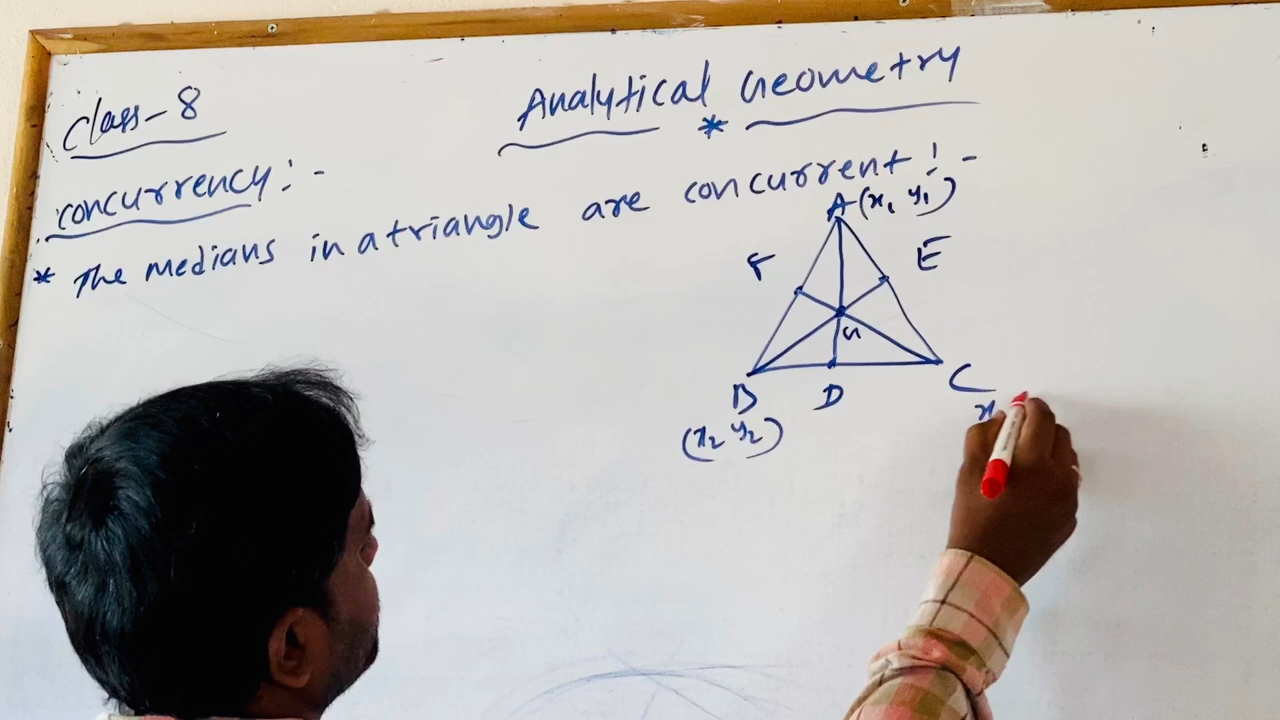 Analytical Geometry
*
Class-8
concurrency:-
* The medians in a triangle are concurrent:-
A (x₁ y₁)
F
E
G
B
D
C
(x₂ y₂)
x